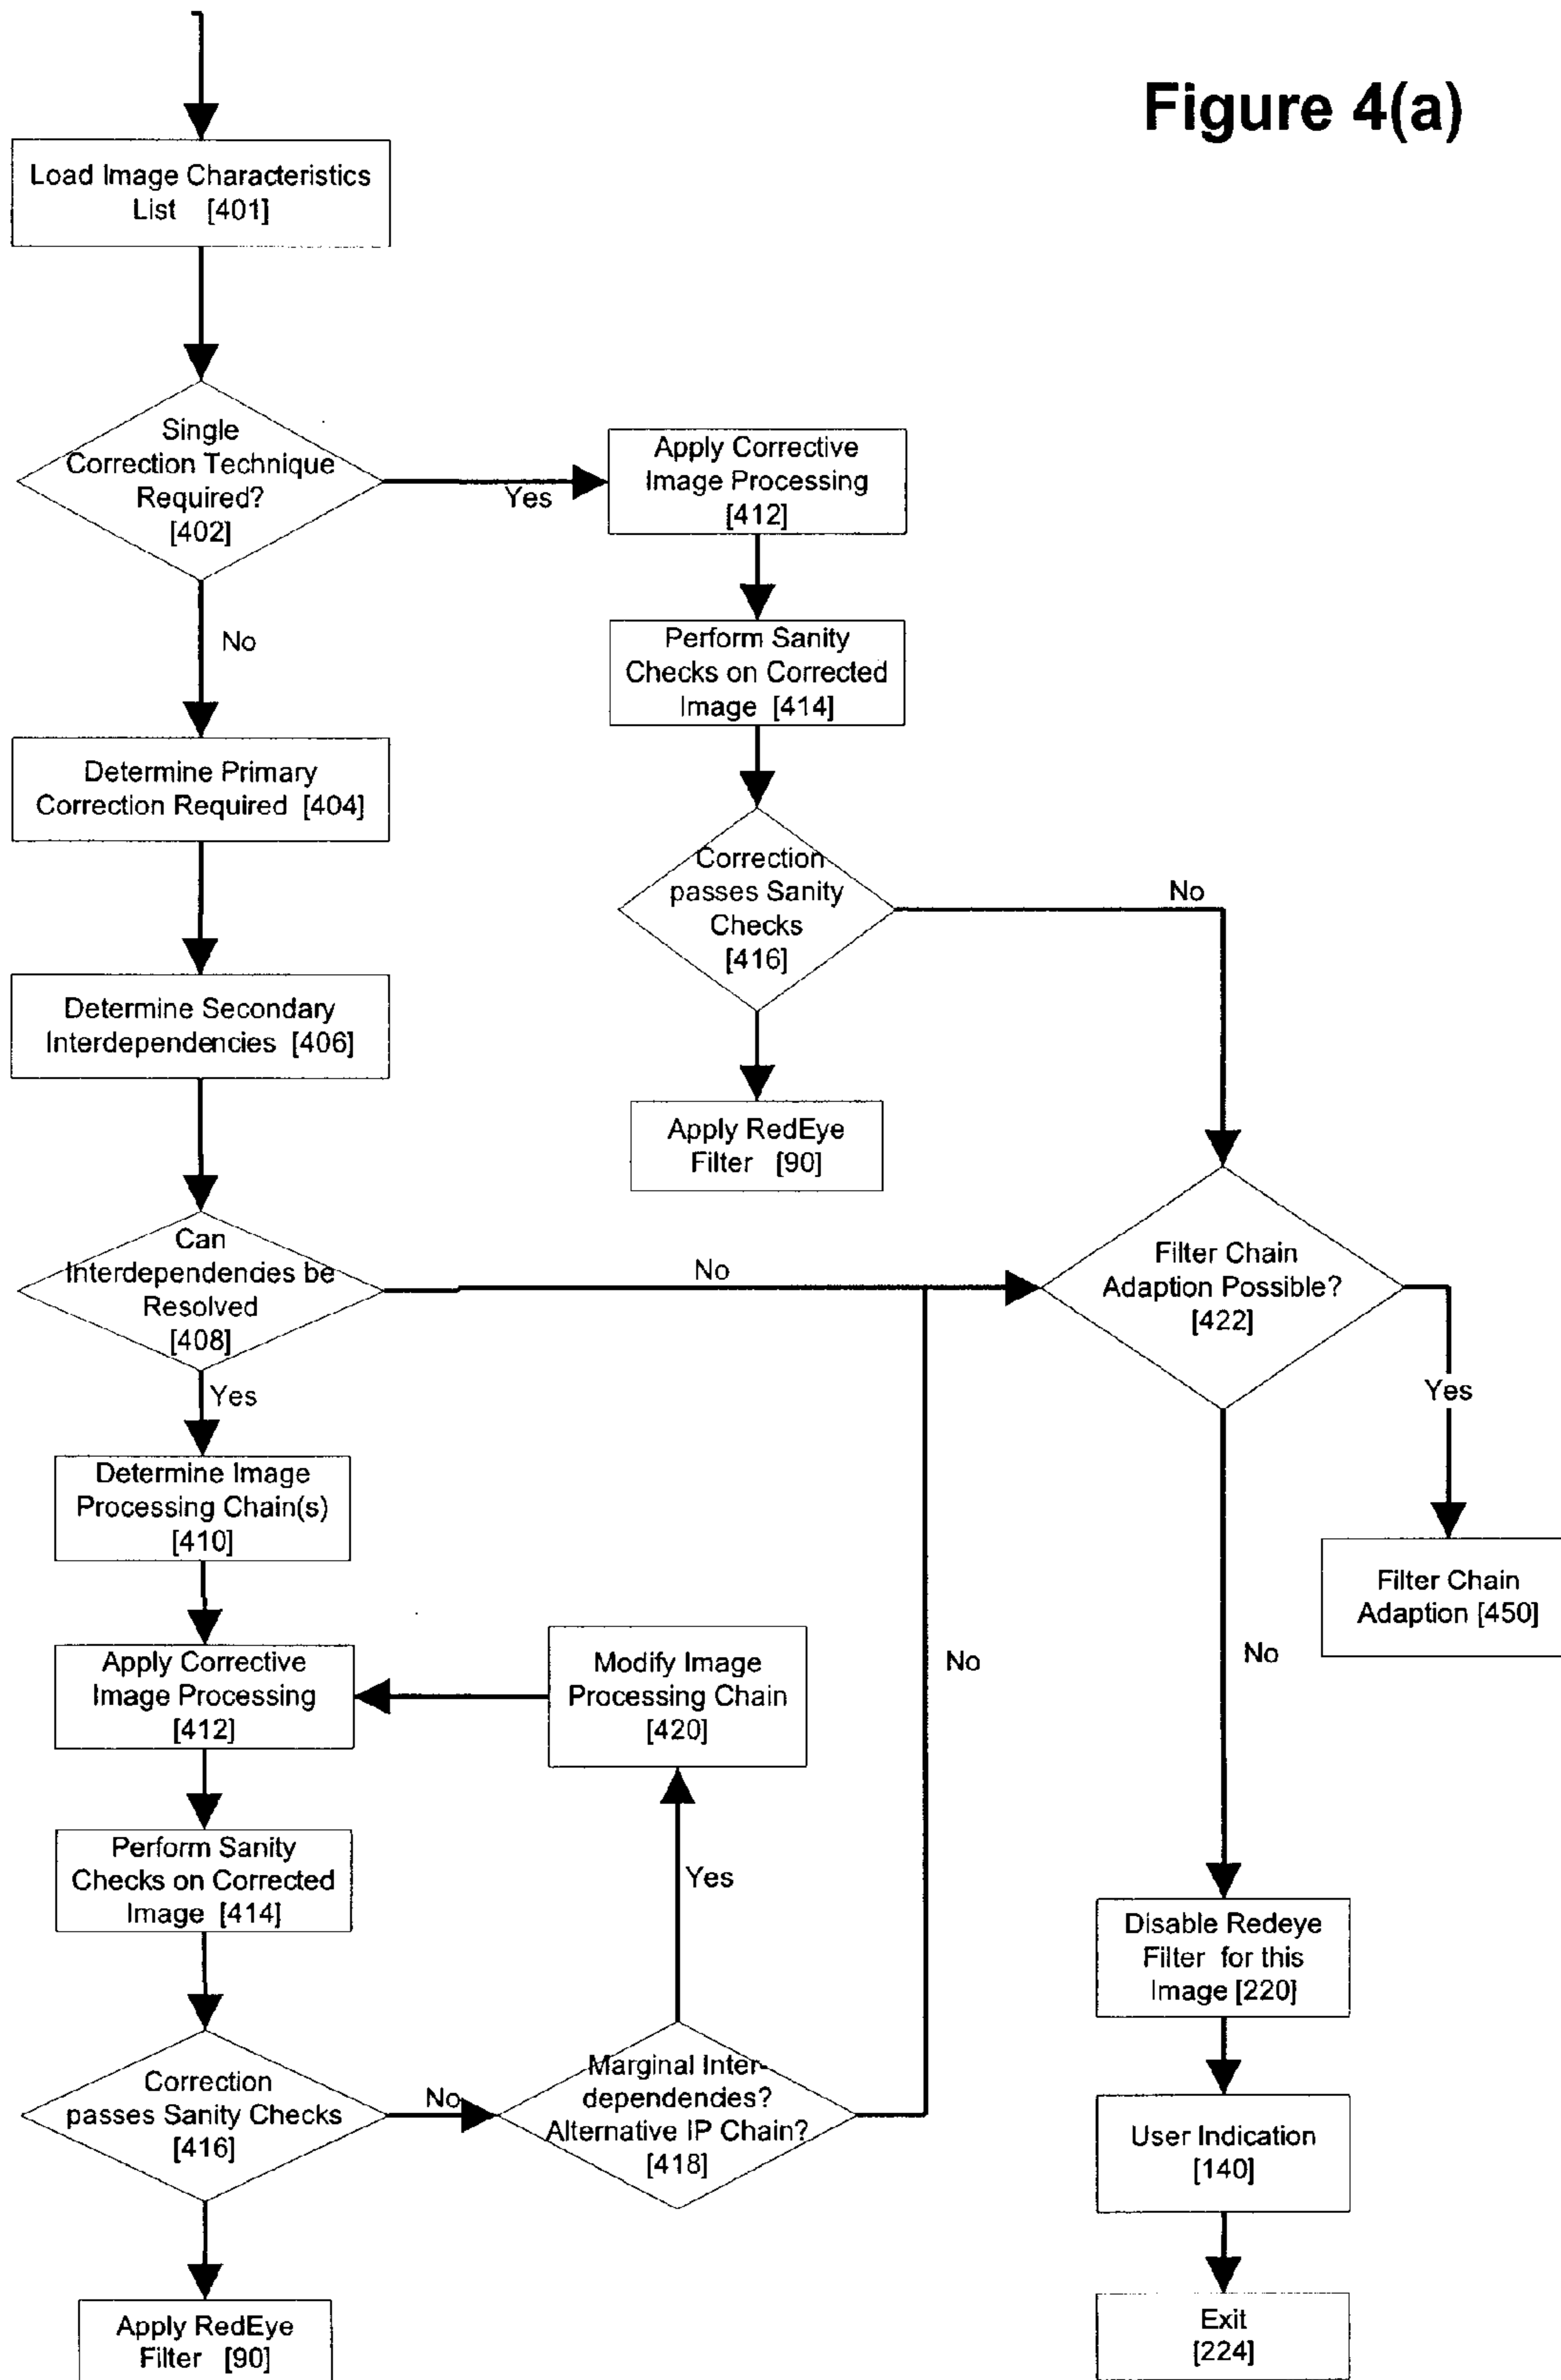 Figure 4(a)
Load Image Characteristics
List [401]
Single
Correction Technique
Required?
[402]
Yes
No
Apply Corrective
Image Processing
[412]
Perform Sanity
Checks on Corrected
Image [414]
Correction
passes Sanity
Checks
[416]
No
Apply RedEye
Filter [90]
Determine Primary
Correction Required [404]
Determine Secondary
Interdependencies [406]
Can
Interdependencies be
Resolved
[408]
No
Yes
Filter Chain
Adaption Possible?
[422]
Yes
No
Filter Chain
Adaption [450]
Determine Image
Processing Chain(s)
[410]
Apply Corrective
Image Processing
[412]
Modify Image
Processing Chain
[420]
No
Perform Sanity
Checks on Corrected
Image [414]
Yes
Correction
passes Sanity Checks
[416]
No
Marginal Inter-
dependencies?
Alternative IP Chain?
[418]
Apply RedEye
Filter [90]
Disable Redeye
Filter for this
Image [220]
User Indication
[140]
Exit
[224]